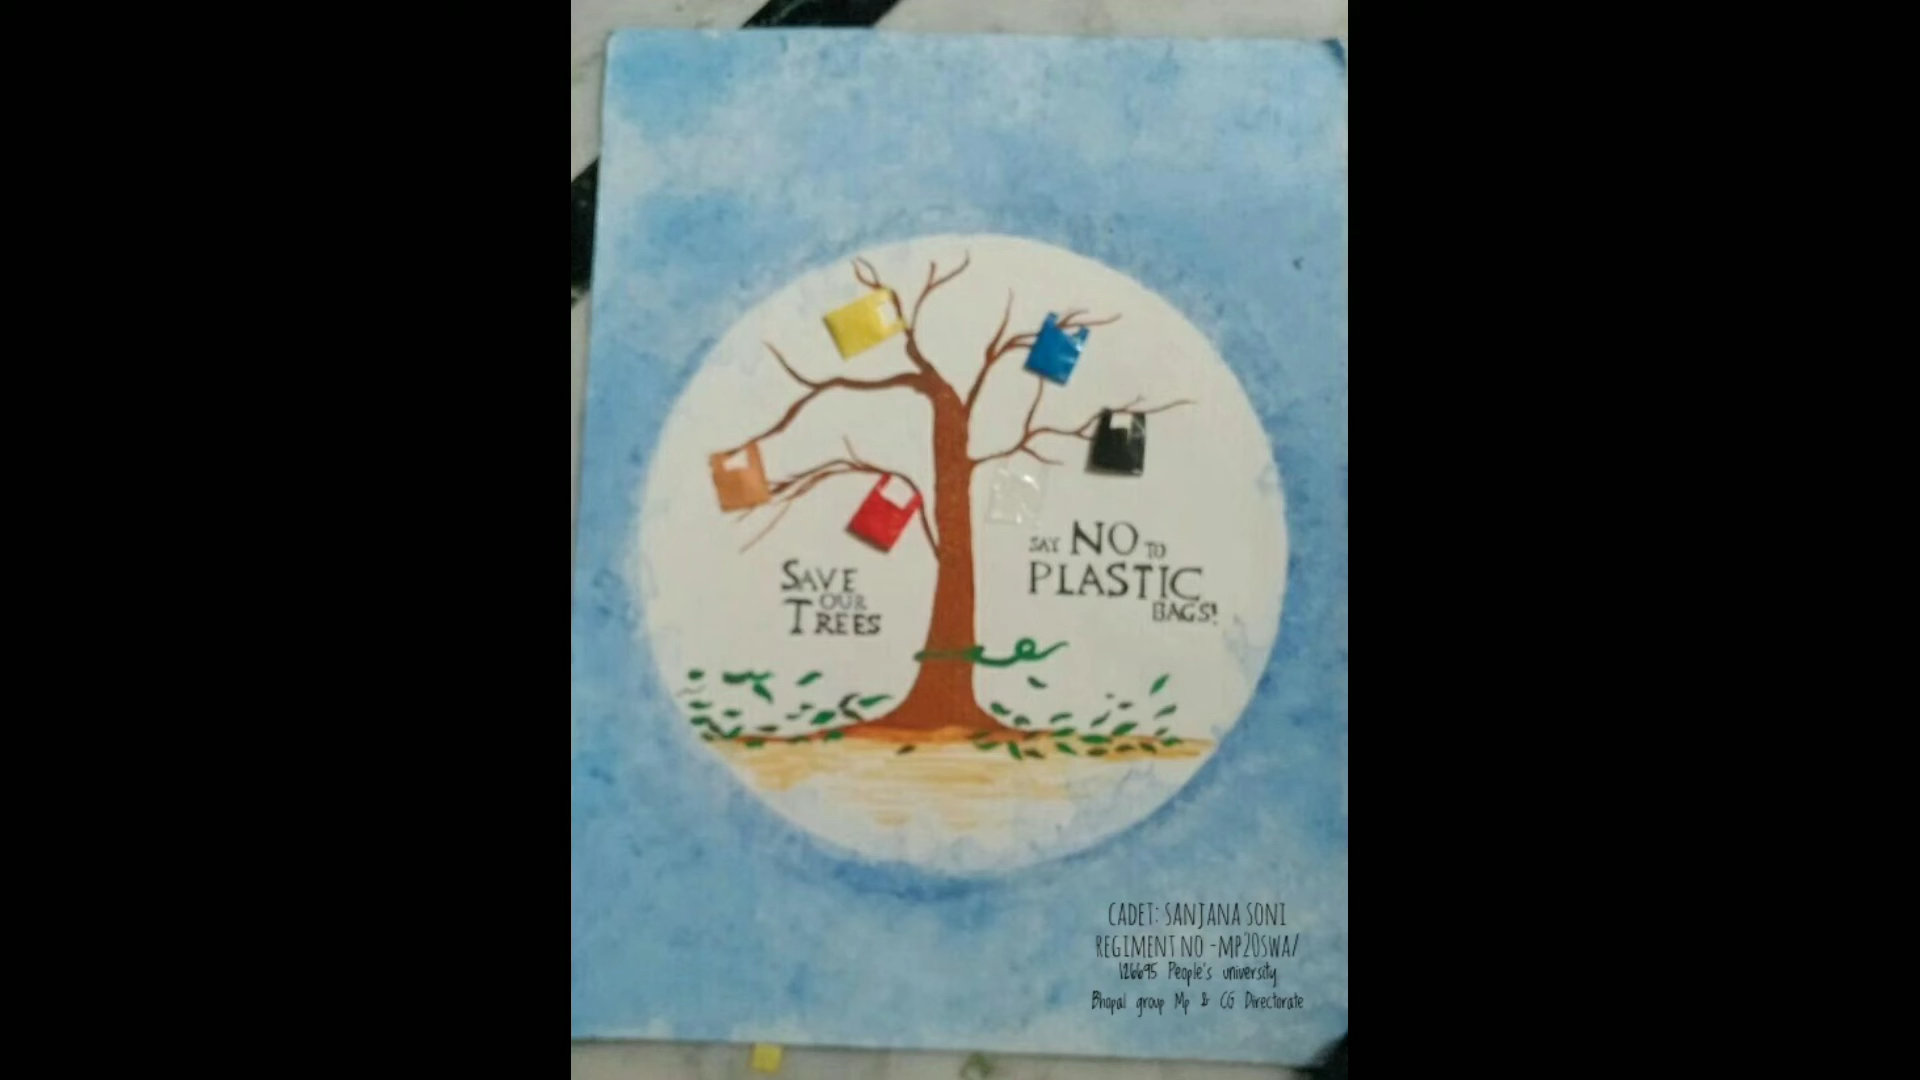 SAVE
OUR
TREES
SAY NO TO
PLASTIC
BAGS!
CADET: SANJANA SONI
REGIMENT NO -MP20SWA/
126695 People's university
Bhopal group Mp & CG Directorate